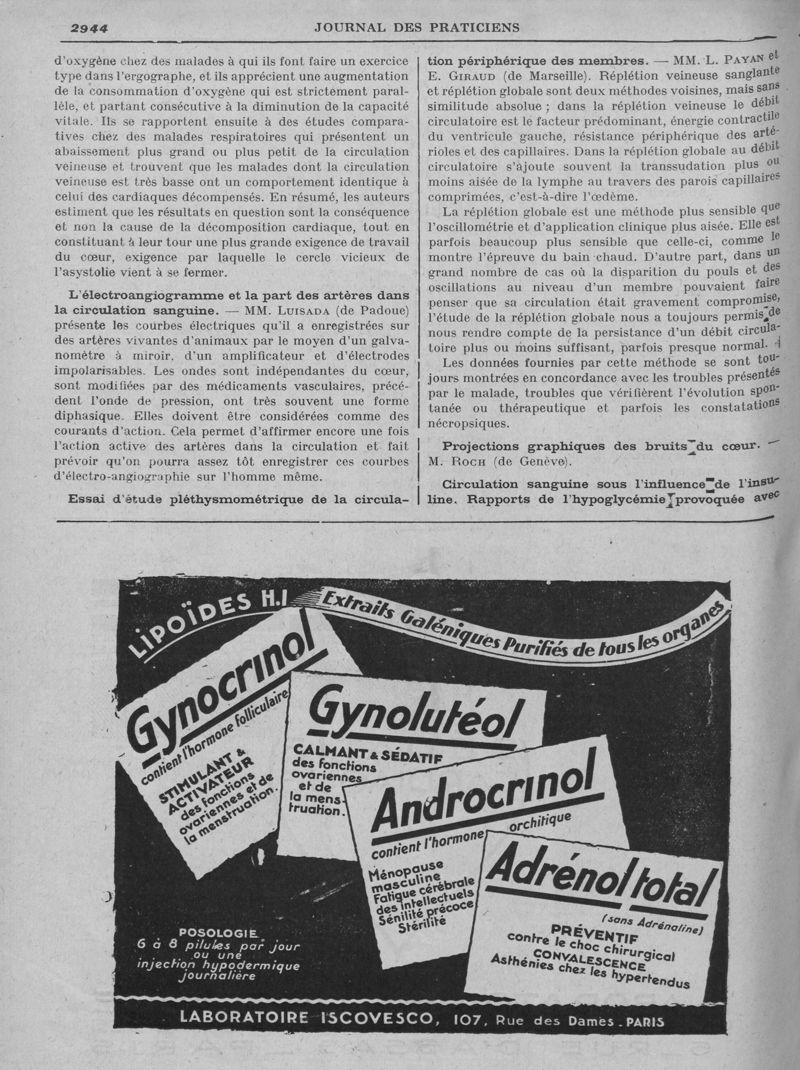 2944
JOURNAL DES PRATICIENS
d'oxygène chez des malades à qui ils font faire un exercice
type dans l'ergographe, et ils apprécient une augmentation
de la consommation d'oxygène qui est strictement paral-
lèle, et partant consécutive à la diminution de la capacité
vitale. Ils se rapportent ensuite à des études compara-
tives chez des malades respiratoires qui présentent un
abaissement plus grand ou plus petit de la circulation
veineuse et trouvent que les malades dont la circulation
veineuse est très basse ont un comportement identique à
celui des cardiaques décompensés. En résumé, les auteurs
estiment que les résultats en question sont la conséquence
et non la cause de la décomposition cardiaque, tout en
constituant à leur tour une plus grande exigence de travail
du cœur, exigence par laquelle le cercle vicieux de
l'asystolie vient à se fermer.
L'électroangiogramme et la part des artères dans
la circulation sanguine. — MM. LUISADA (de Padoue)
présente les courbes électriques qu'il a enregistrées sur
des artères vivantes d'animaux par le moyen d'un galva-
nomètre à miroir, d'un amplificateur et d'électrodes
impolarisables. Les ondes sont indépendantes du cœur,
sont modifiées par des médicaments vasculaires, précé-
dent l'onde de pression, ont très souvent une forme
diphasique. Elles doivent être considérées comme des
courants d'action. Cela permet d'affirmer encore une fois
l'action active des artères dans la circulation et fait
prévoir qu'on pourra assez tôt enregistrer ces courbes
d'électro-angiographie sur l'homme même.
Essai d'étude pléthysmométrique de la circula-
tion périphérique des membres. — MM. L. PAYAN et
E. GIRAUD (de Marseille). Réplétion veineuse sanglante
et réplétion globale sont deux méthodes voisines, mais sans
similitude absolue ; dans la réplétion veineuse le débit
circulatoire est le facteur prédominant, énergie contractile
du ventricule gauche, résistance périphérique des arté-
rioles et des capillaires. Dans la réplétion globale au débit
circulatoire s'ajoute souvent la transsudation plus ou
moins aisée de la lymphe au travers des parois capillaires
comprimées, c'est-à-dire l'œdème.
La réplétion globale est une méthode plus sensible que
l'oscillométrie et d'application clinique plus aisée. Elle est
parfois beaucoup plus sensible que celle-ci, comme le
montre l'épreuve du bain chaud. D'autre part, dans un
grand nombre de cas où la disparition du pouls et des
oscillations au niveau d'un membre pouvaient faire
penser que sa circulation était gravement compromise,
l'étude de la réplétion globale nous a toujours permis de
nous rendre compte de la persistance d'un débit circula-
toire plus ou moins suffisant, parfois presque normal.
Les données fournies par cette méthode se sont tou-
jours montrées en concordance avec les troubles présentés
par le malade, troubles que vérifièrent l'évolution spon-
tanée ou thérapeutique et parfois les constatations
nécropsiques.
Projections graphiques des bruits du cœur. —
M. ROCH (de Genève).
Circulation sanguine sous l'influence de l'insu-
line. Rapports de l'hypoglycémie provoquée avec
LIPOÏDES H.I
Extraits Galéniques Purifiés de tous les organes
Gynocrinol
contient l'hormone folliculaire
STIMULANT &
ACTIVATEUR
des fonctions
ovariennes et de
la menstruation.
Gynolutéol
CALMANT & SÉDATIF
des fonctions
ovariennes
et de
la mens-
truation.
Androcrinol
contient l'hormone orchitique
Ménopause
masculine
Fatigue cérébrale
des intellectuels
Sénilité précoce
Stérilité
Adrénol total
(sans Adrénaline)
PRÉVENTIF
contre le choc chirurgical
CONVALESCENCE
Asthénies chez les hypertendus
POSOLOGIE
6 à 8 pilules par jour
ou une
injection hypodermique
journalière
LABORATOIRE ISCOVESCO, 107, Rue des Dames . PARIS